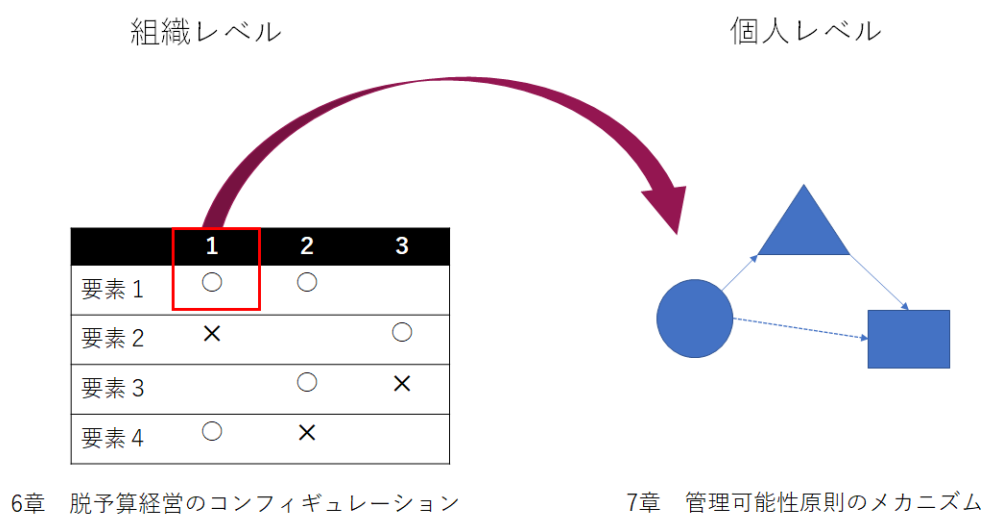 組織レベル
個人レベル
1 2 3
要素1 ○ ○
要素2 × ○
要素3 ○ ×
要素4 ○ ×
6章 脱予算経営のコンフィギュレーション
7章 管理可能性原則のメカニズム